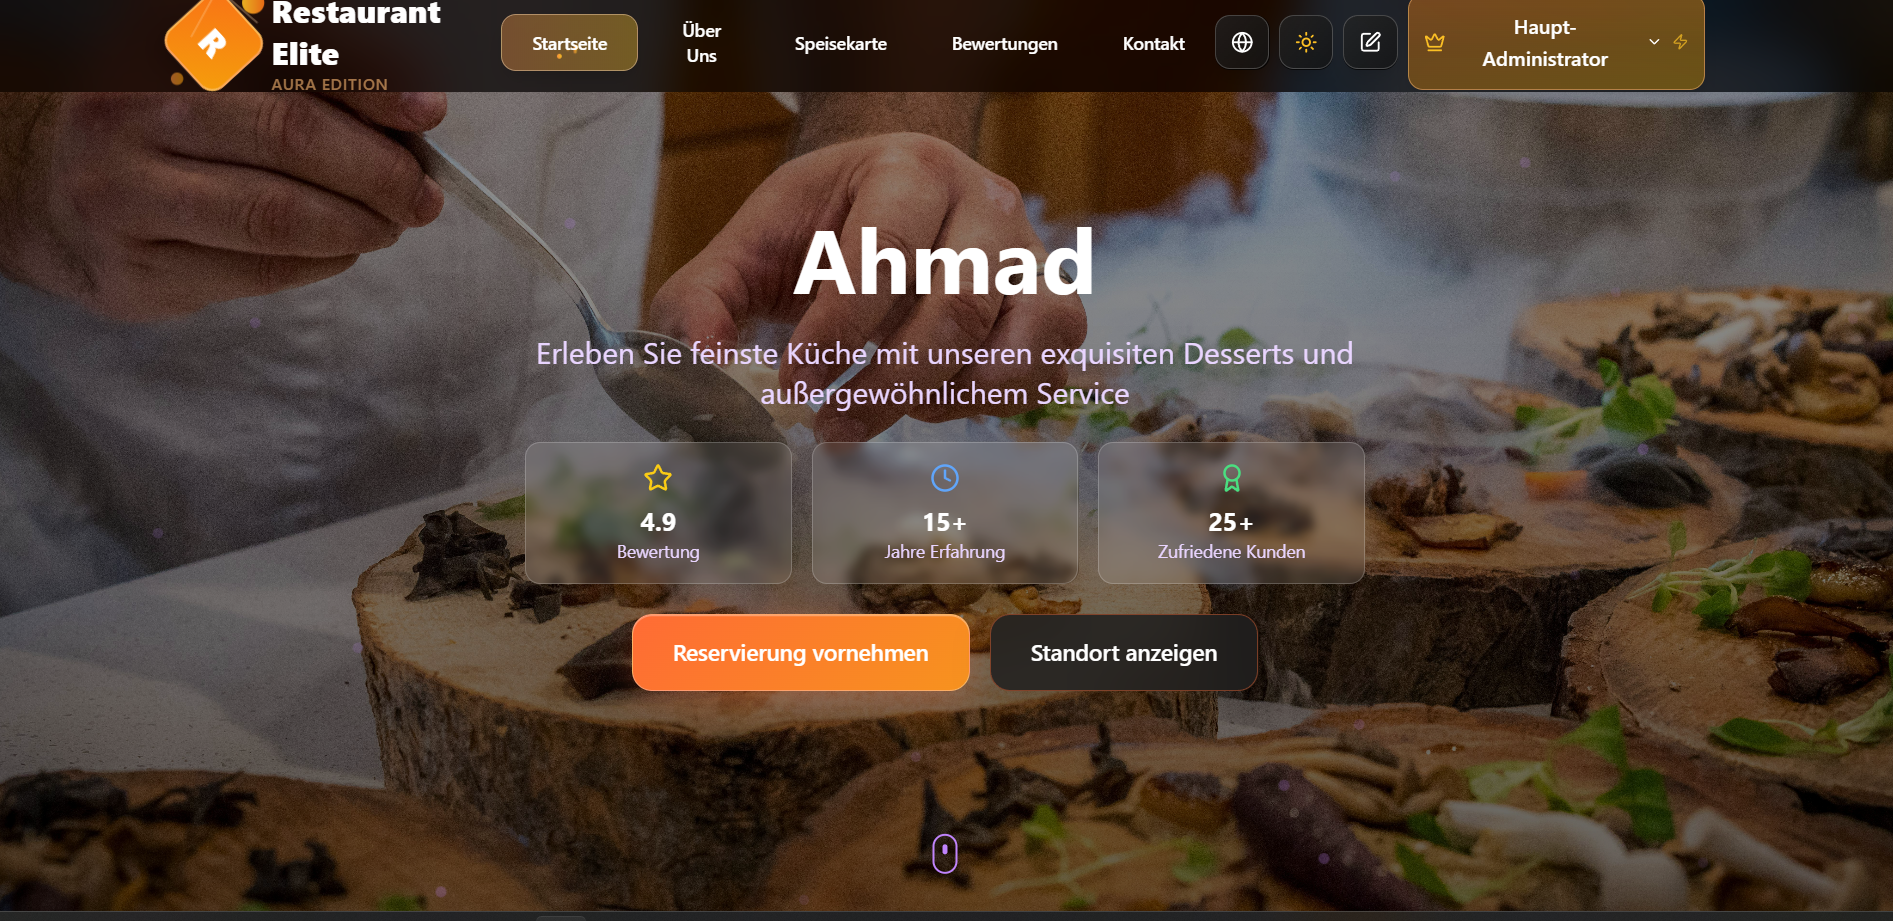 Restaurant
Elite
AURA EDITION
R
Startseite
Über
Uns
Speisekarte
Bewertungen
Kontakt
Haupt-
Administrator
Ahmad
Erleben Sie feinste Küche mit unseren exquisiten Desserts und
außergewöhnlichem Service
4.9
Bewertung
15+
Jahre Erfahrung
25+
Zufriedene Kunden
Reservierung vornehmen
Standort anzeigen